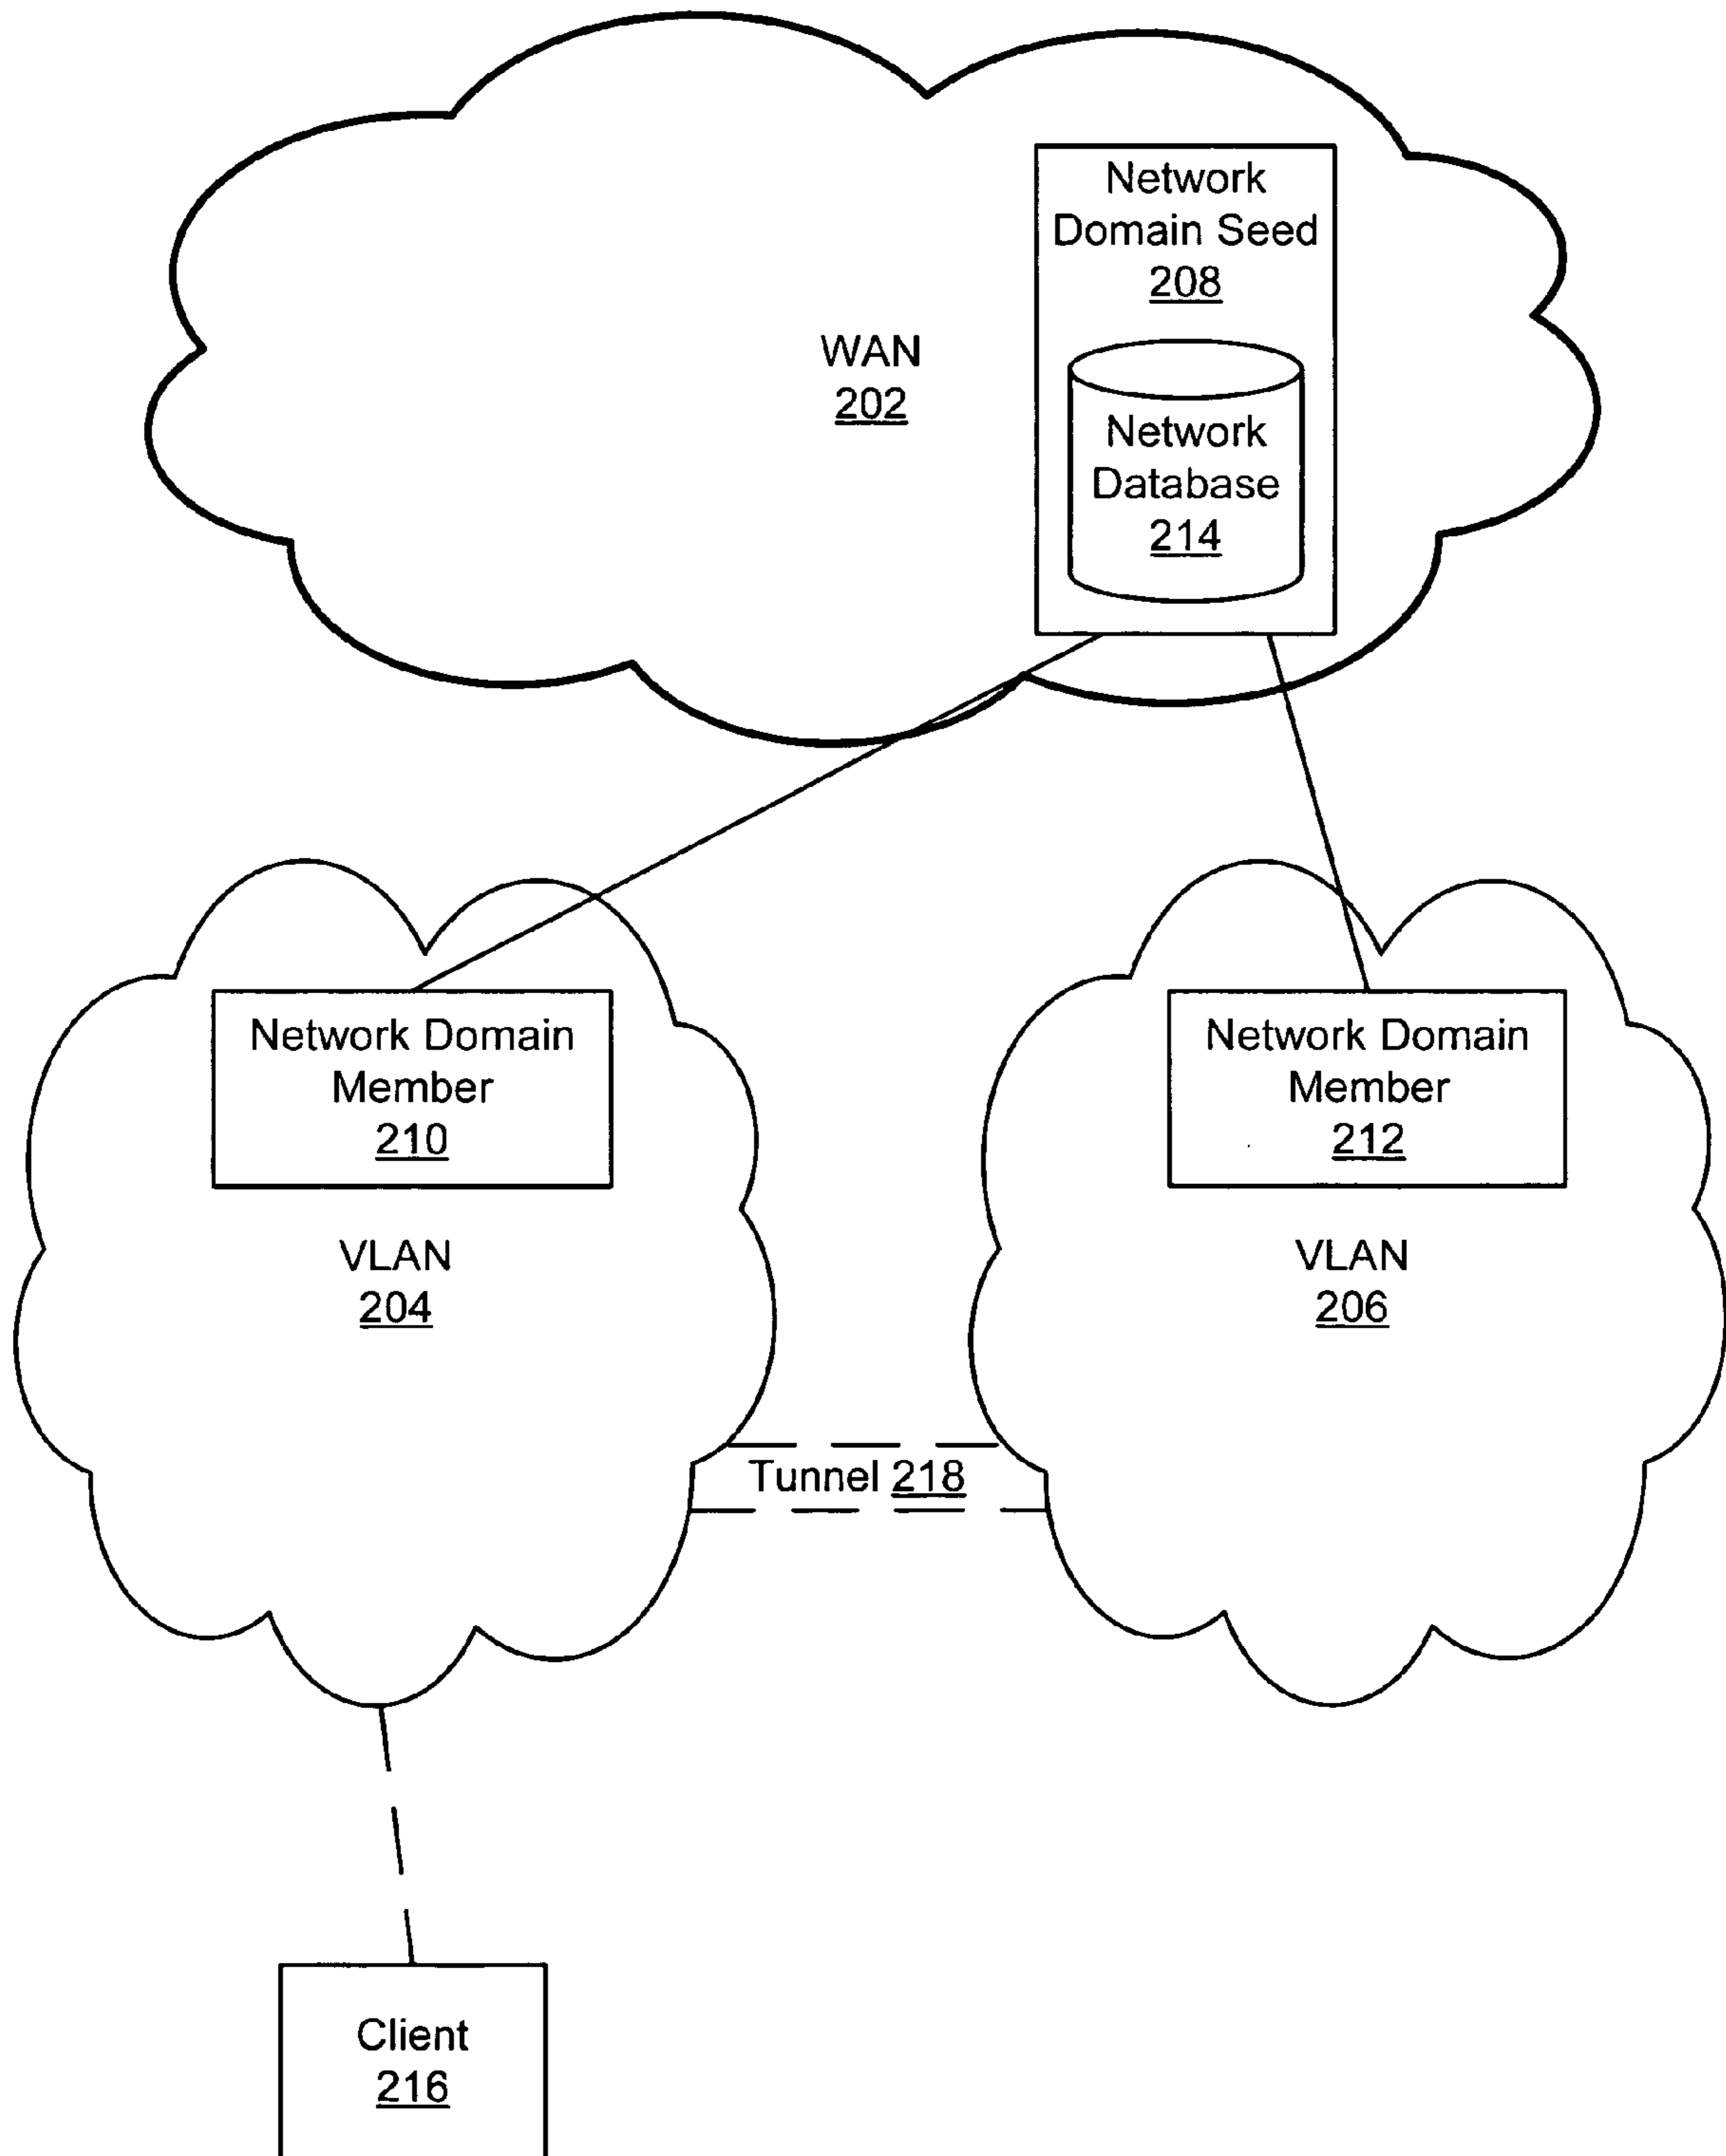 Network
Domain Seed
208
WAN
202
Network
Database
214
Network Domain
Member
210
Network Domain
Member
212
VLAN
204
VLAN
206
Tunnel 218
Client
216